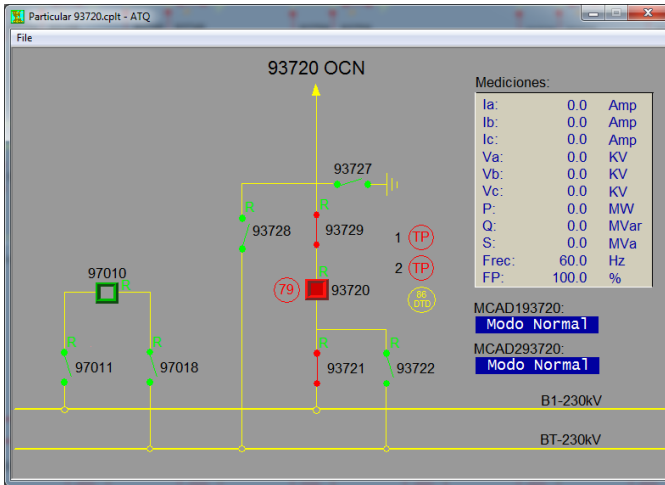 Particular 93720.cplt - ATQ
File
93720 OCN
Mediciones:
Ia: 0.0 Amp
Ib: 0.0 Amp
Ic: 0.0 Amp
Va: 0.0 KV
Vb: 0.0 KV
Vc: 0.0 KV
P: 0.0 MW
Q: 0.0 MVar
S: 0.0 MVa
Frec: 60.0 Hz
FP: 100.0 %
MCAD193720:
Modo Normal
MCAD293720:
Modo Normal
93727
R
93728
R
93729
1 TP
2 TP
86
DTD
R
79 93720
97010
R
R
97011
R
97018
R
93721
R
93722
B1-230kV
BT-230kV